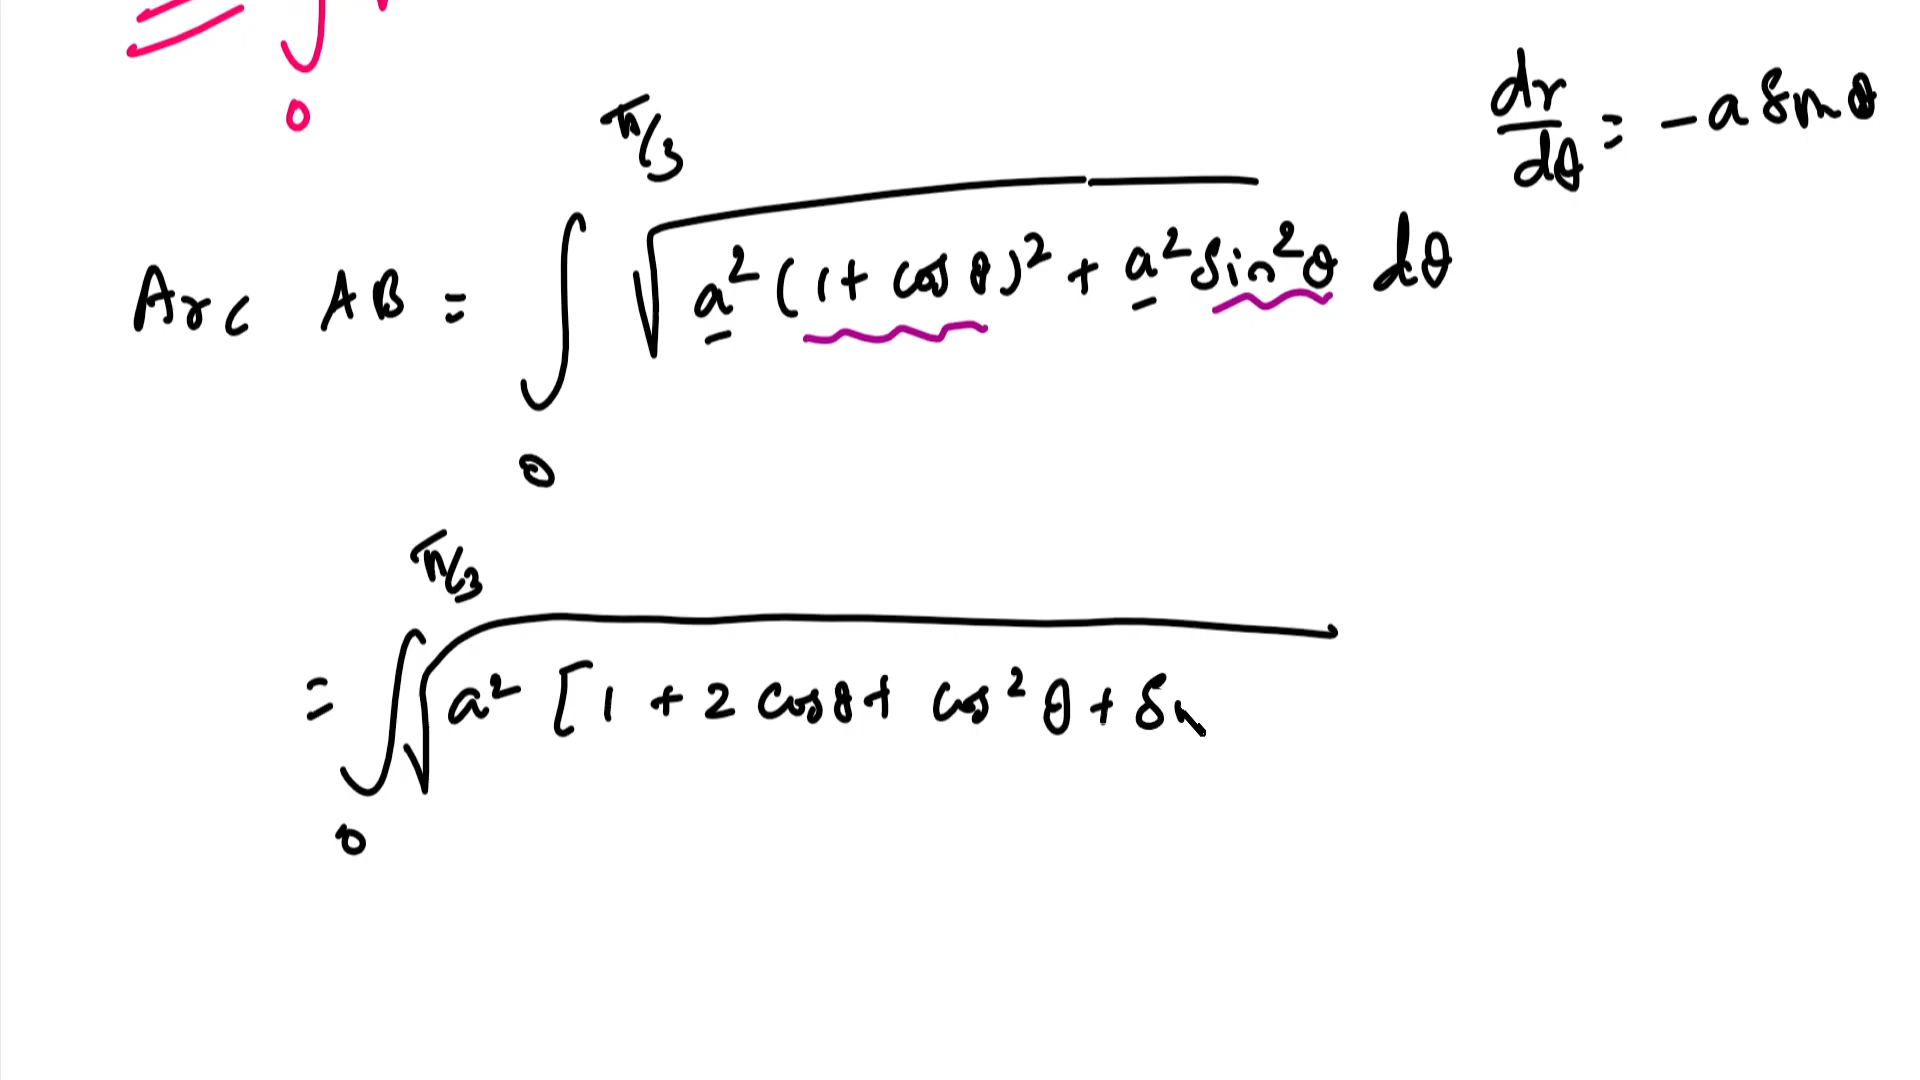 0
dr/dθ = -a sin θ
Arc AB = ∫₀^(π/3) √(a²(1 + cos θ)² + a² sin²θ) dθ
= ∫₀^(π/3) √(a² [1 + 2 cos θ + cos² θ + Sin